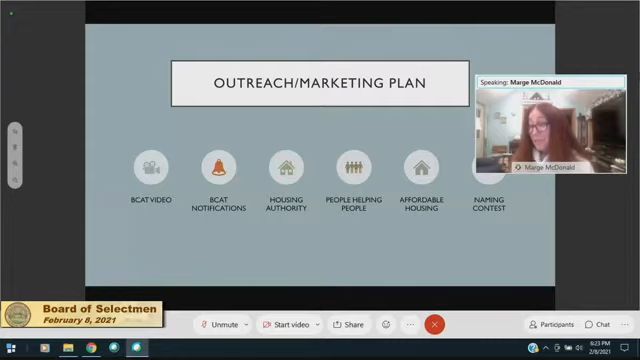 OUTREACH/MARKETING PLAN
Speaking: Marge McDonald
Marge McDonald
BCAT VIDEO
BCAT
NOTIFICATIONS
HOUSING
AUTHORITY
PEOPLE HELPING
PEOPLE
AFFORDABLE
HOUSING
NAMING
CONTEST
Board of Selectmen
February 8, 2021
Unmute
Start video
Share
Participants
Chat
6:23 PM
2/8/2021